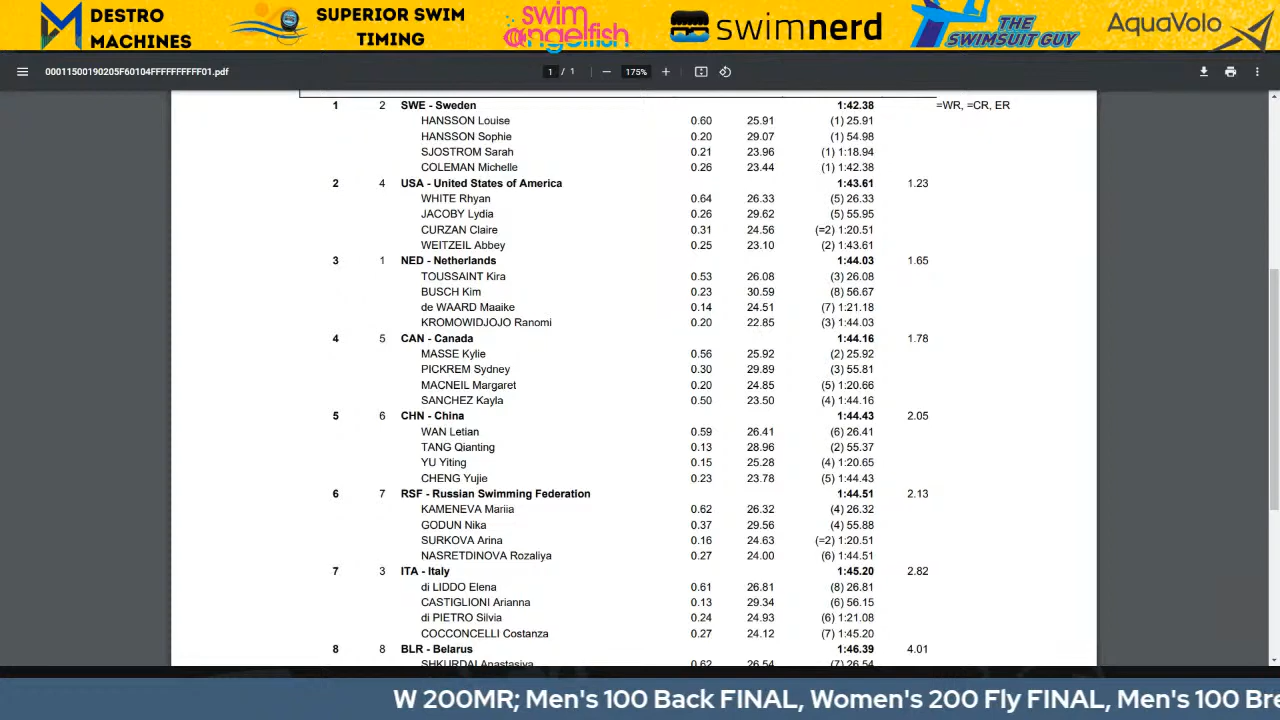 DESTRO MACHINES
SUPERIOR SWIM TIMING
swim angelfish
swimnerd
THE SWIMSUIT GUY
AquaVolo
00011500190205F60104FFFFFFFFFF01.pdf 1 / 1 175%
1 2 SWE - Sweden 1:42.38 =WR, =CR, ER
HANSSON Louise 0.60 25.91 (1) 25.91
HANSSON Sophie 0.20 29.07 (1) 54.98
SJOSTROM Sarah 0.21 23.96 (1) 1:18.94
COLEMAN Michelle 0.26 23.44 (1) 1:42.38
2 4 USA - United States of America 1:43.61 1.23
WHITE Rhyan 0.64 26.33 (5) 26.33
JACOBY Lydia 0.26 29.62 (5) 55.95
CURZAN Claire 0.31 24.56 (=2) 1:20.51
WEITZEIL Abbey 0.25 23.10 (2) 1:43.61
3 1 NED - Netherlands 1:44.03 1.65
TOUSSAINT Kira 0.53 26.08 (3) 26.08
BUSCH Kim 0.23 30.59 (8) 56.67
de WAARD Maaike 0.14 24.51 (7) 1:21.18
KROMOWIDJOJO Ranomi 0.20 22.85 (3) 1:44.03
4 5 CAN - Canada 1:44.16 1.78
MASSE Kylie 0.56 25.92 (2) 25.92
PICKREM Sydney 0.30 29.89 (3) 55.81
MACNEIL Margaret 0.20 24.85 (5) 1:20.66
SANCHEZ Kayla 0.50 23.50 (4) 1:44.16
5 6 CHN - China 1:44.43 2.05
WAN Letian 0.59 26.41 (6) 26.41
TANG Qianting 0.13 28.96 (2) 55.37
YU Yiting 0.15 25.28 (4) 1:20.65
CHENG Yujie 0.23 23.78 (5) 1:44.43
6 7 RSF - Russian Swimming Federation 1:44.51 2.13
KAMENEVA Mariia 0.62 26.32 (4) 26.32
GODUN Nika 0.37 29.56 (4) 55.88
SURKOVA Arina 0.16 24.63 (=2) 1:20.51
NASRETDINOVA Rozaliya 0.27 24.00 (6) 1:44.51
7 3 ITA - Italy 1:45.20 2.82
di LIDDO Elena 0.61 26.81 (8) 26.81
CASTIGLIONI Arianna 0.13 29.34 (6) 56.15
di PIETRO Silvia 0.24 24.93 (6) 1:21.08
COCCONCELLI Costanza 0.27 24.12 (7) 1:45.20
8 8 BLR - Belarus 1:46.39 4.01
SHKURDAI Anastasiya 0.62 26.54 (7) 26.54
W 200MR; Men's 100 Back FINAL, Women's 200 Fly FINAL, Men's 100 Bre